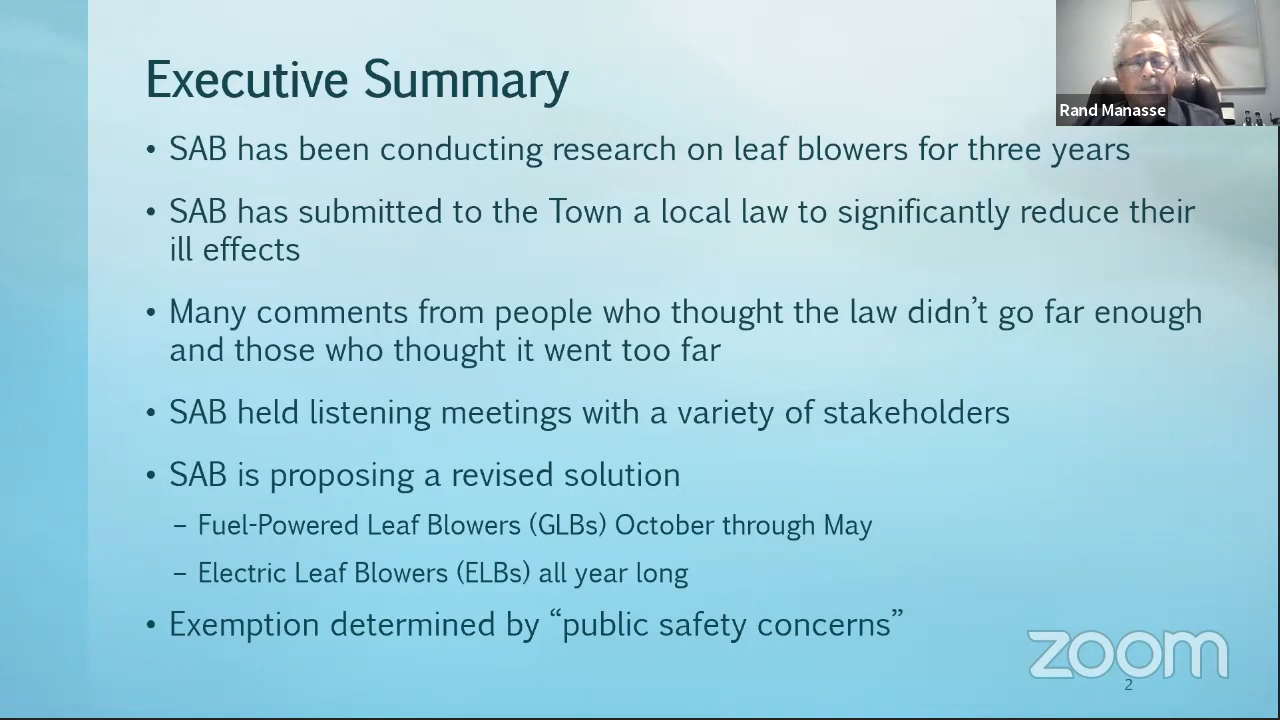 Executive Summary
Rand Manasse
• SAB has been conducting research on leaf blowers for three years
• SAB has submitted to the Town a local law to significantly reduce their
ill effects
• Many comments from people who thought the law didn’t go far enough
and those who thought it went too far
• SAB held listening meetings with a variety of stakeholders
• SAB is proposing a revised solution
– Fuel-Powered Leaf Blowers (GLBs) October through May
– Electric Leaf Blowers (ELBs) all year long
• Exemption determined by “public safety concerns”
zoom
2